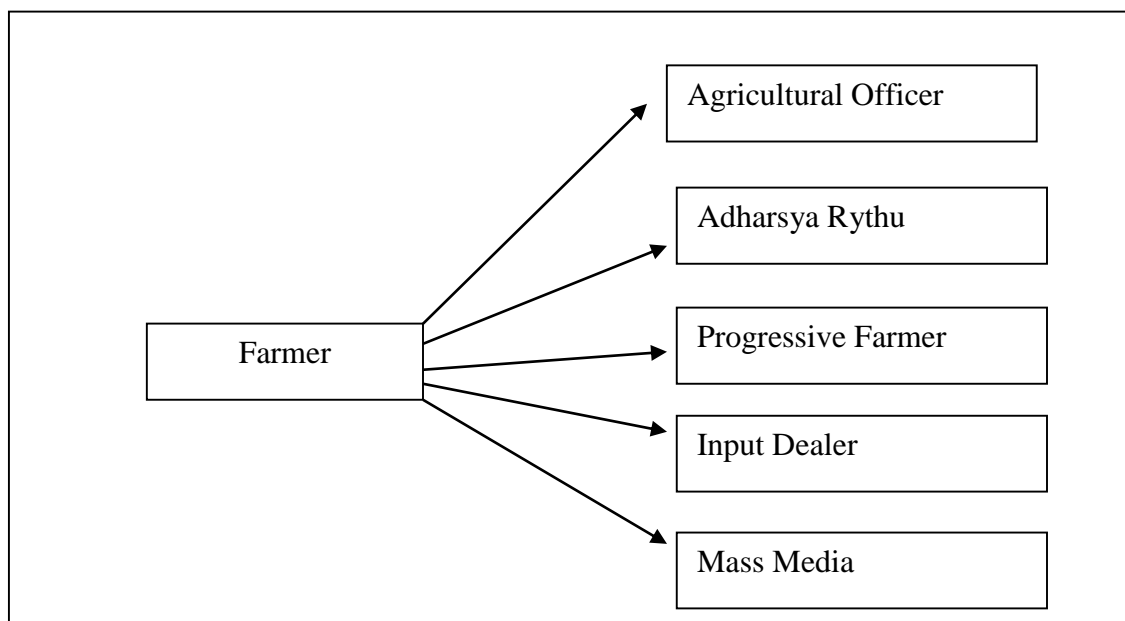 Agricultural Officer
Adharsya Rythu
Farmer
Progressive Farmer
Input Dealer
Mass Media